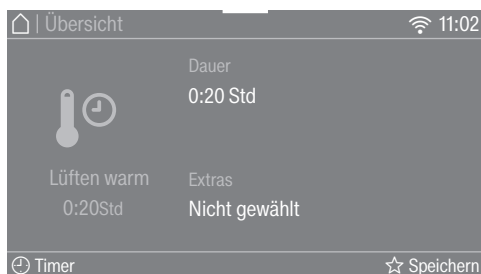 | Übersicht
11:02
Dauer
0:20 Std
Lüften warm
0:20Std
Extras
Nicht gewählt
Timer
Speichern